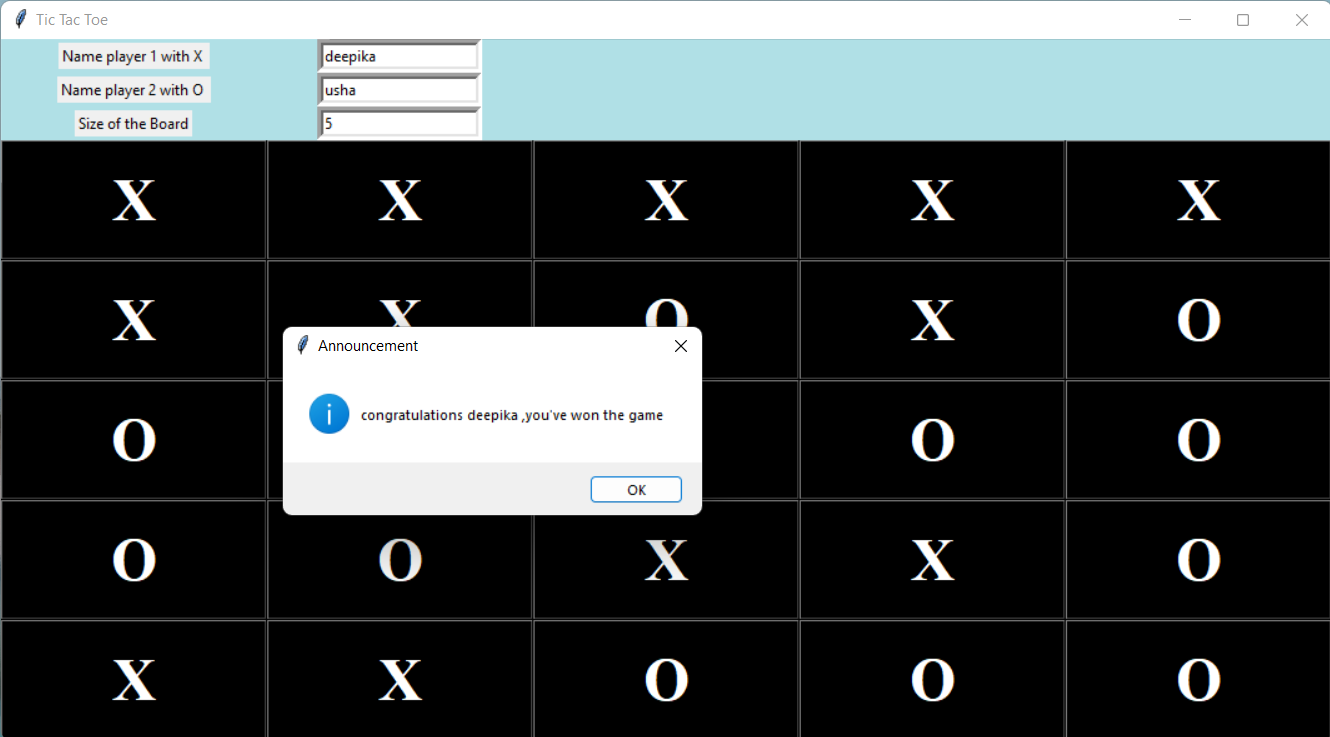 Tic Tac Toe
Name player 1 with X deepika
Name player 2 with O usha
Size of the Board 5
X X X X X
X X O X O
Announcement
congratulations deepika ,you've won the game
OK
O O O
O O X X O
X X O O O